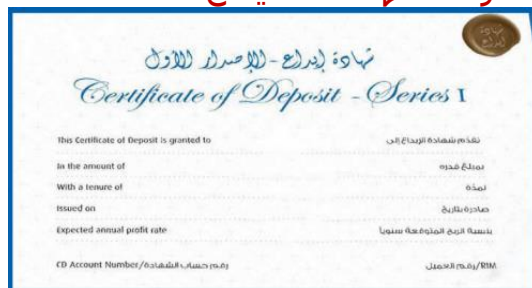 شهادة إيداع - الإصدار الأول
شهادة إيداع
Certificate of Deposit - Series I
This Certificate of Deposit is granted to تقدم شهادة الإيداع إلى
In the amount of بمبلغ قدره
With a tenure of لمدة
Issued on صادرة بتاريخ
Expected annual profit rate بنسبة الربح المتوقعة سنوياً
CD Account Number/رقم حساب الشهادة RIM/رقم العميل